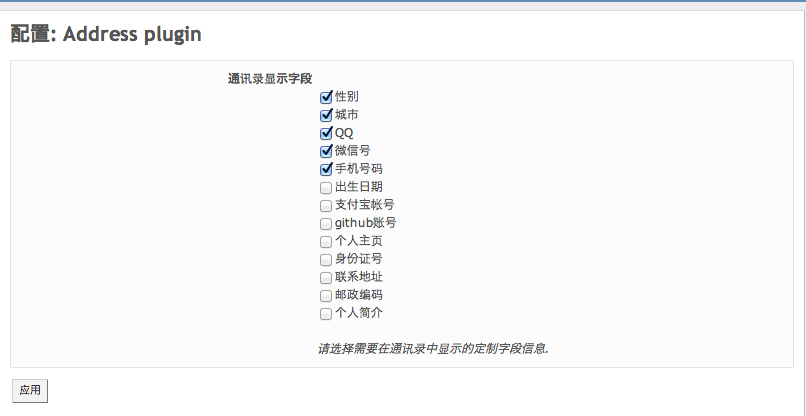 配置: Address plugin
通讯录显示字段
性别
城市
QQ
微信号
手机号码
出生日期
支付宝帐号
github账号
个人主页
身份证号
联系地址
邮政编码
个人简介
请选择需要在通讯录中显示的定制字段信息.
应用